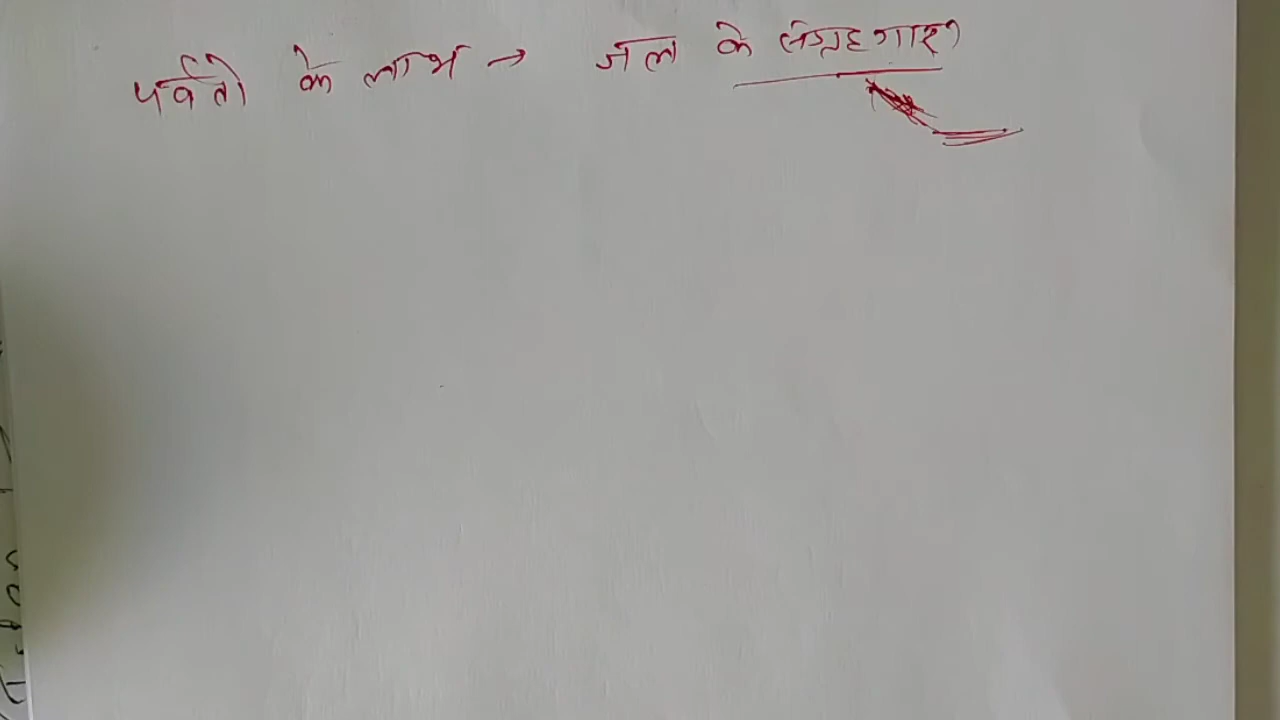 पर्वतो के लाभ → जल के संग्रहगार